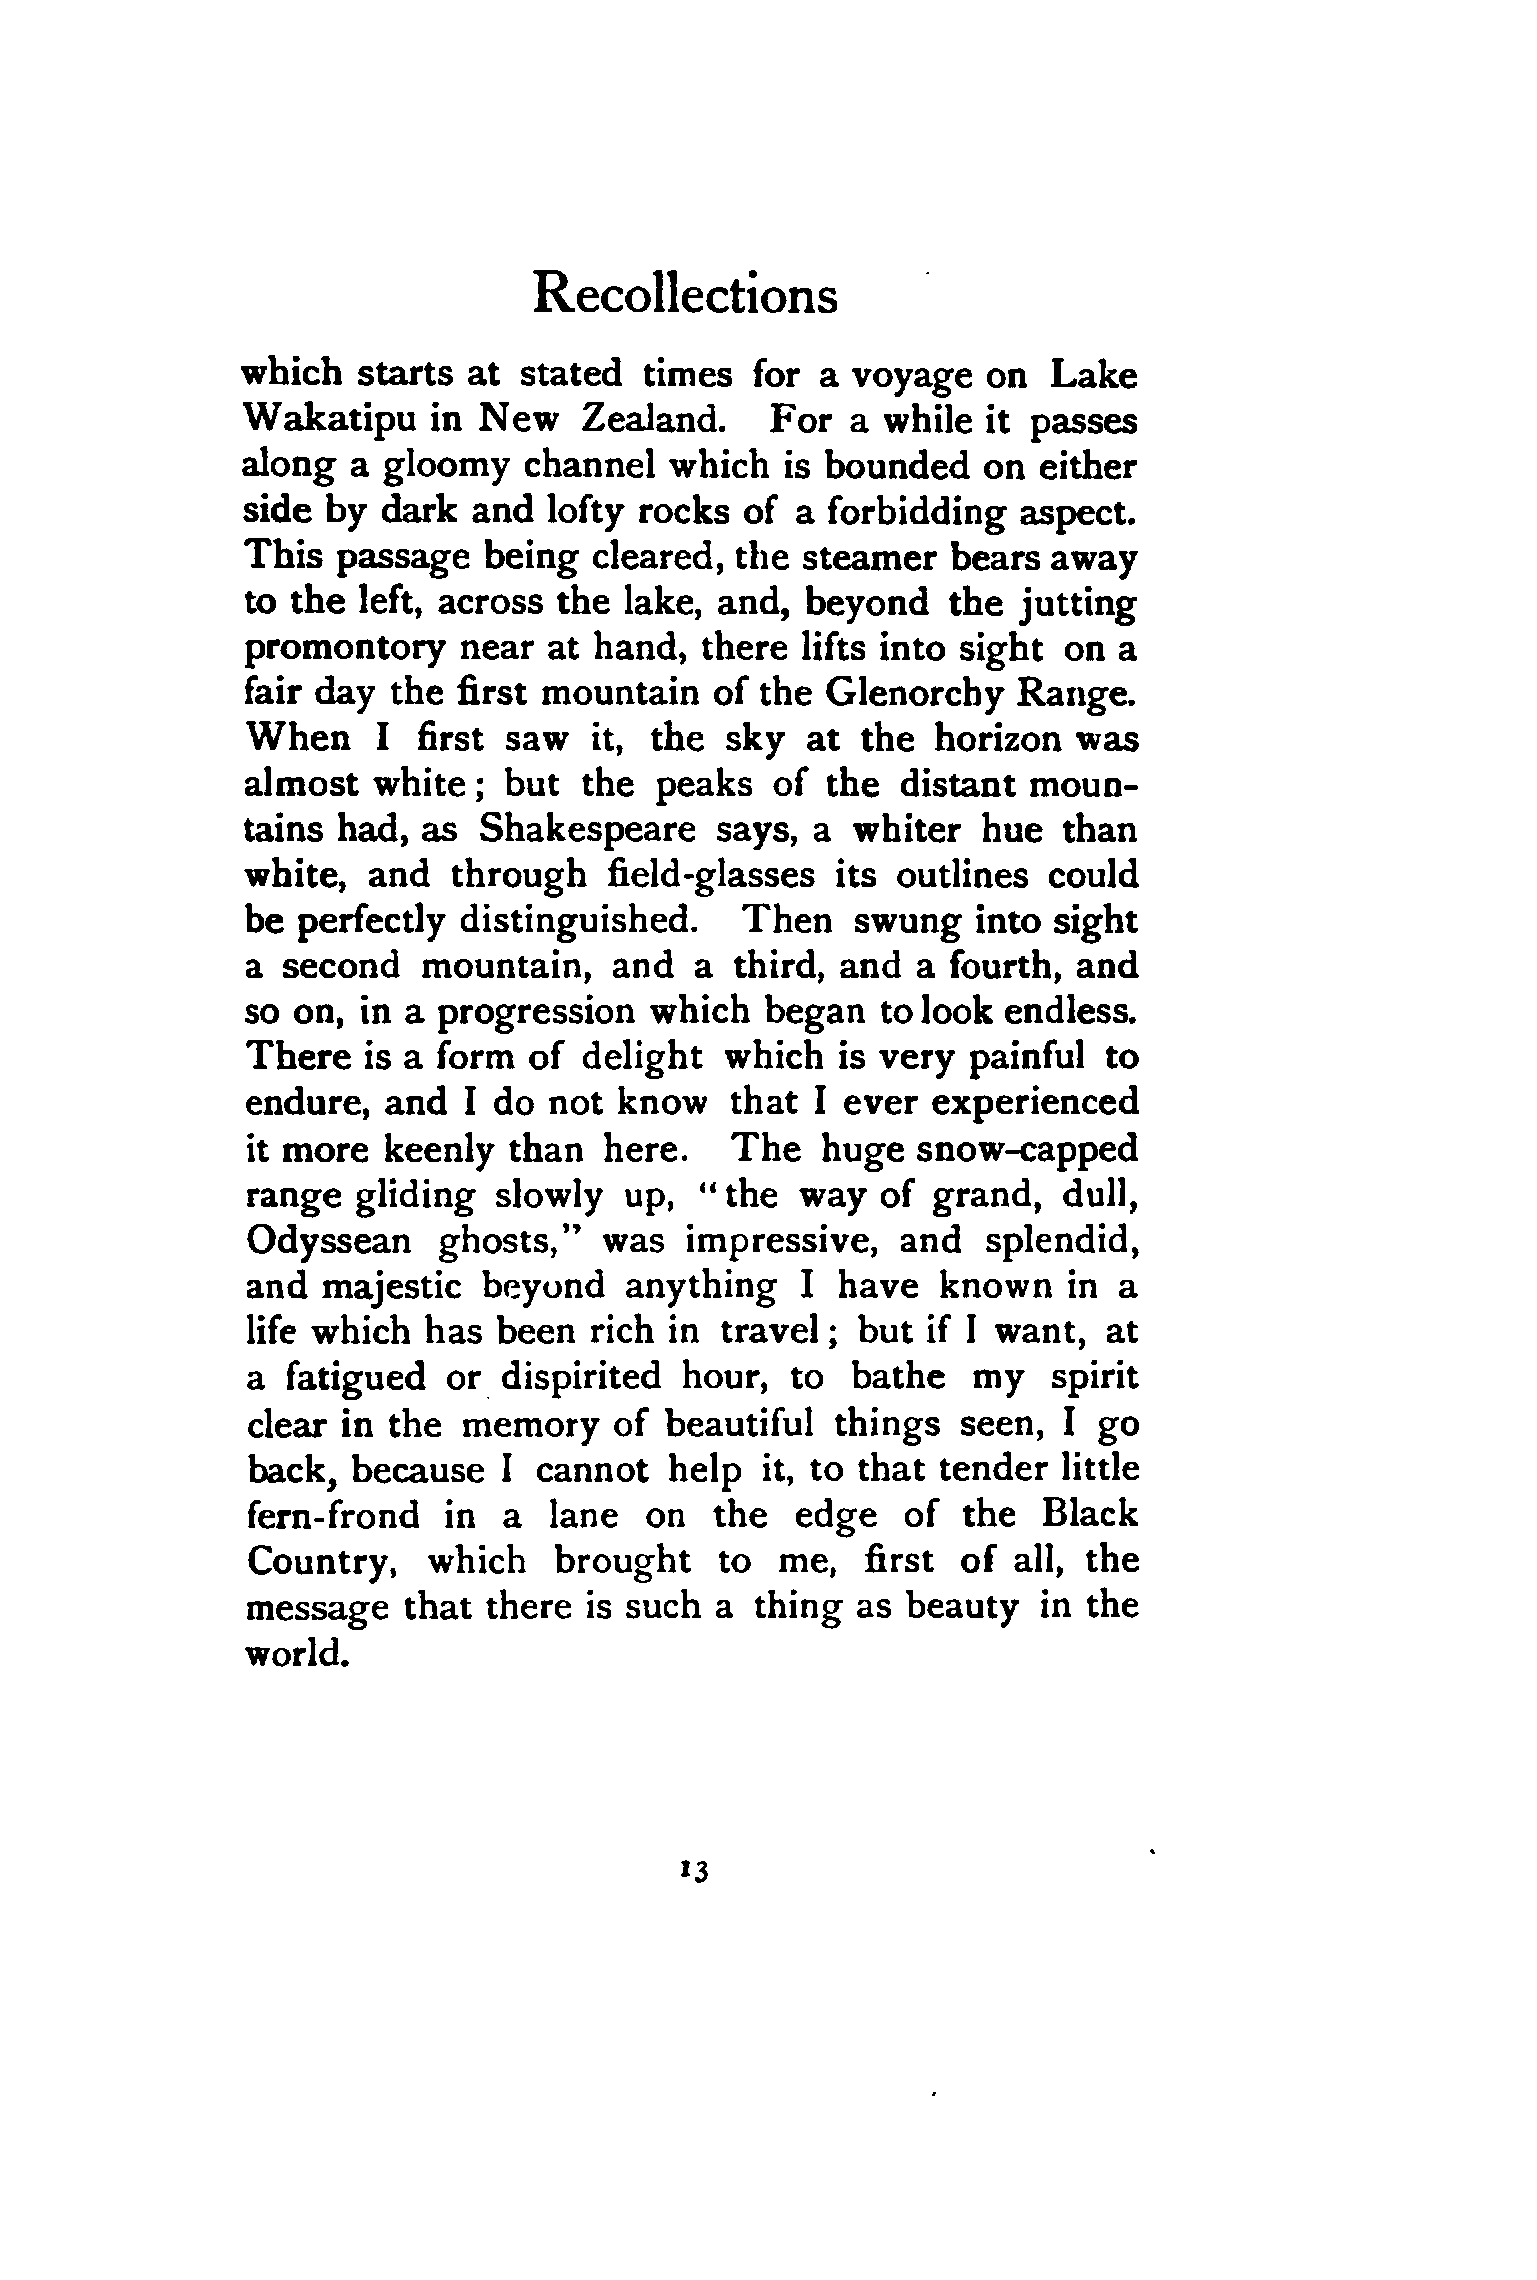 Recollections
which starts at stated times for a voyage on Lake
Wakatipu in New Zealand. For a while it passes
along a gloomy channel which is bounded on either
side by dark and lofty rocks of a forbidding aspect.
This passage being cleared, the steamer bears away
to the left, across the lake, and, beyond the jutting
promontory near at hand, there lifts into sight on a
fair day the first mountain of the Glenorchy Range.
When I first saw it, the sky at the horizon was
almost white ; but the peaks of the distant moun-
tains had, as Shakespeare says, a whiter hue than
white, and through field-glasses its outlines could
be perfectly distinguished. Then swung into sight
a second mountain, and a third, and a fourth, and
so on, in a progression which began to look endless.
There is a form of delight which is very painful to
endure, and I do not know that I ever experienced
it more keenly than here. The huge snow-capped
range gliding slowly up, "the way of grand, dull,
Odyssean ghosts," was impressive, and splendid,
and majestic beyond anything I have known in a
life which has been rich in travel ; but if I want, at
a fatigued or dispirited hour, to bathe my spirit
clear in the memory of beautiful things seen, I go
back, because I cannot help it, to that tender little
fern-frond in a lane on the edge of the Black
Country, which brought to me, first of all, the
message that there is such a thing as beauty in the
world.
13